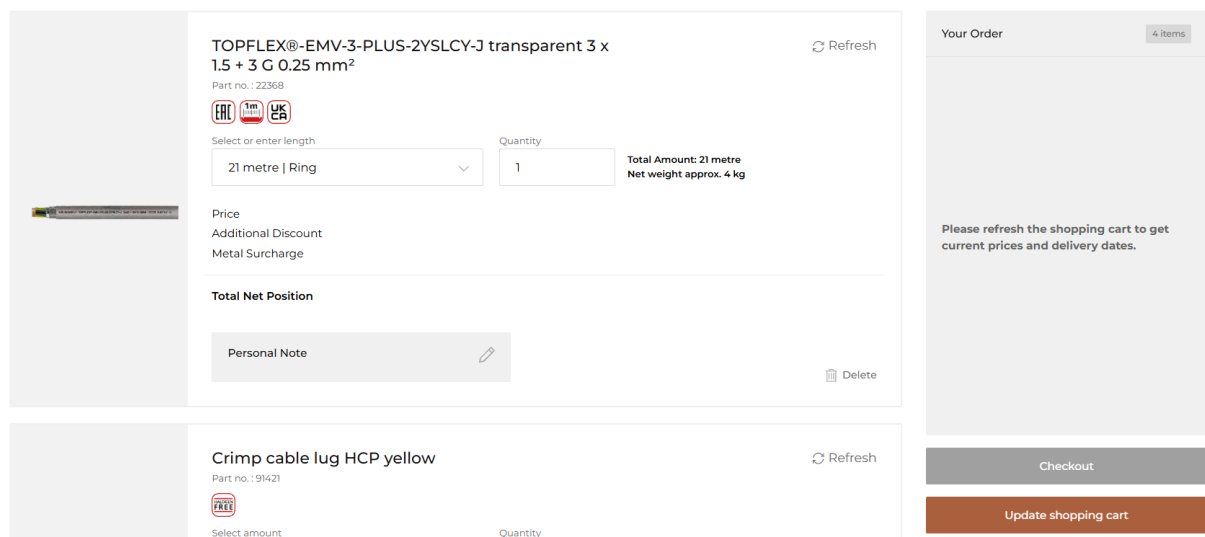 TOPFLEX®-EMV-3-PLUS-2YSLCY-J transparent 3 x
1.5 + 3 G 0.25 mm²
Refresh
Part no. : 22368
EAC
1m
UK
CA
Select or enter length
Quantity
21 metre | Ring
1
Total Amount: 21 metre
Net weight approx. 4 kg
Price
Additional Discount
Metal Surcharge
Total Net Position
Personal Note
Delete
Crimp cable lug HCP yellow
Refresh
Part no. : 91421
HALOGEN
FREE
Select amount
Quantity
Your Order
4 items
Please refresh the shopping cart to get
current prices and delivery dates.
Checkout
Update shopping cart